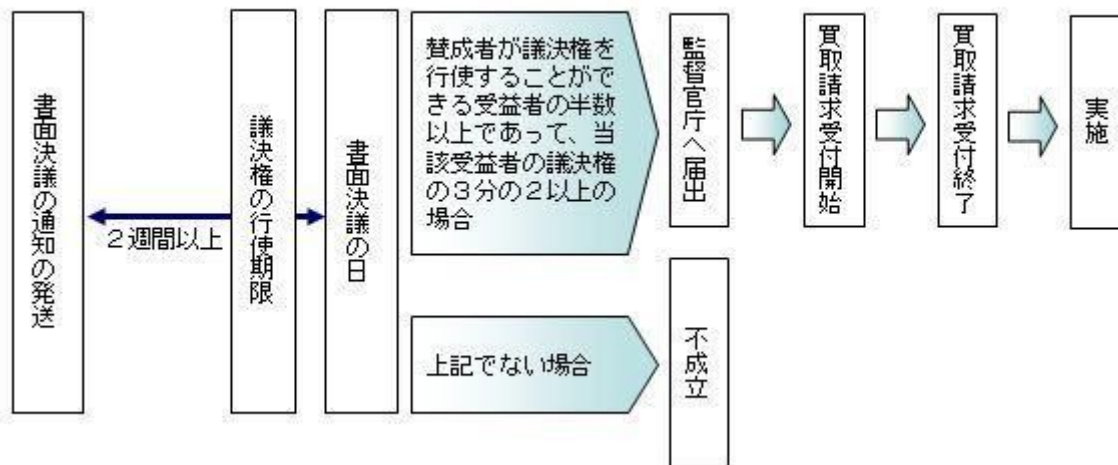 書面決議の通知の発送
２週間以上
議決権の行使期限
書面決議の日
賛成者が議決権を
行使することがで
きる受益者の半数
以上であって、当
該受益者の議決権
の３分の２以上の
場合
監督官庁へ届出
買取請求受付開始
買取請求受付終了
実施
上記でない場合
不成立